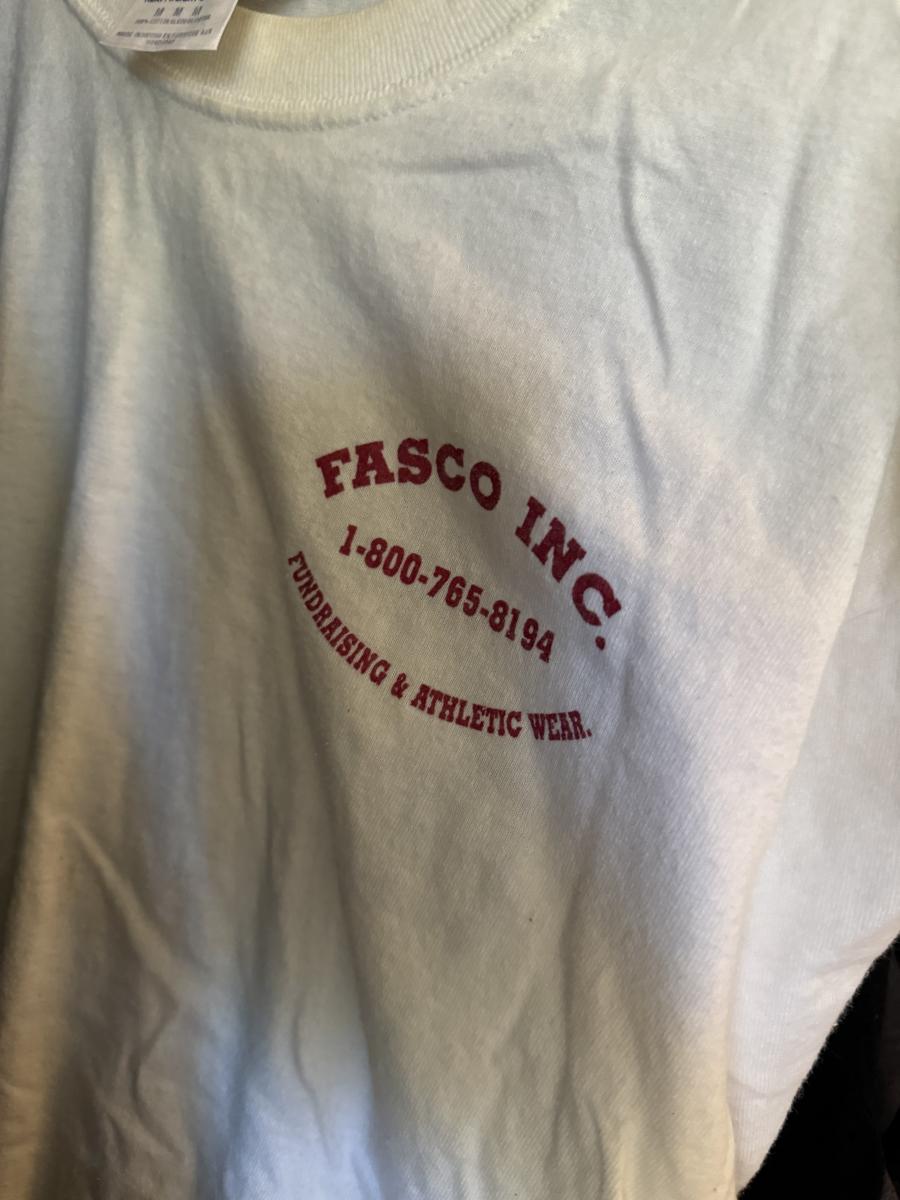 M M M
FASCO INC.
1-800-765-8194
FUNDRAISING & ATHLETIC WEAR.